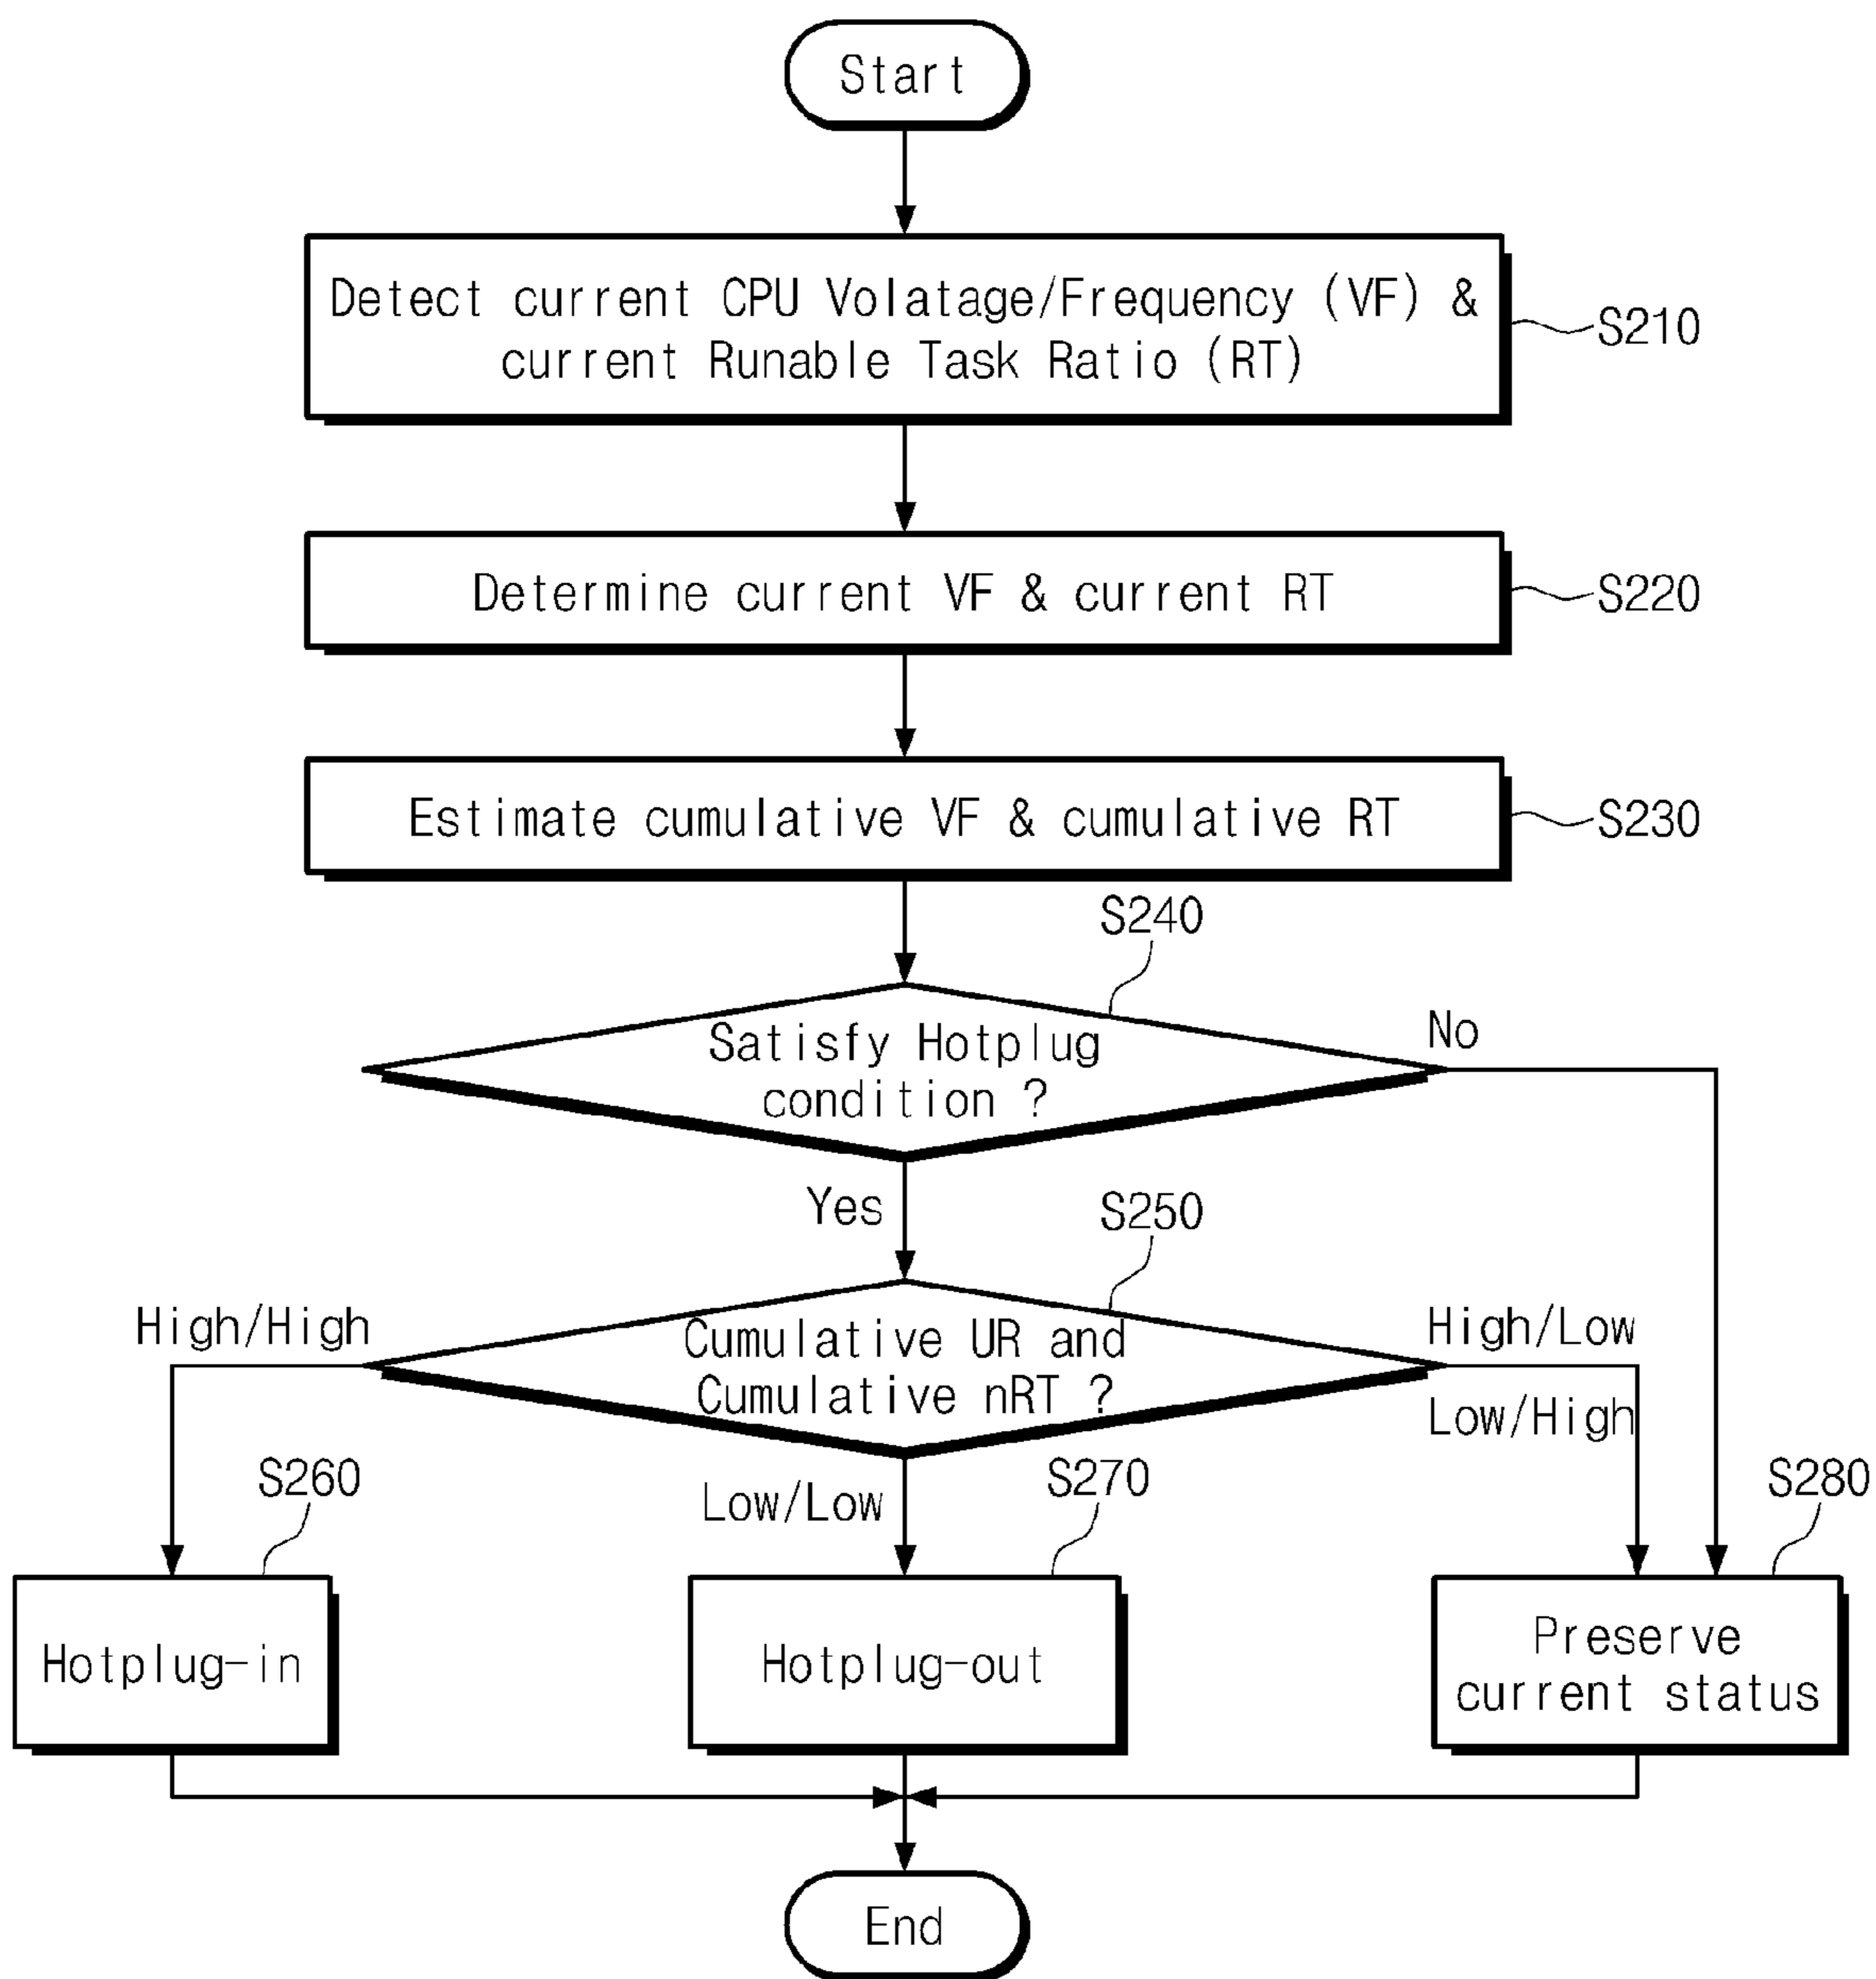 Start
Detect current CPU Volatage/Frequency (VF) &
current Runable Task Ratio (RT)
S210
Determine current VF & current RT
S220
Estimate cumulative VF & cumulative RT
S230
S240
Satisfy Hotplug
condition ?
No
Yes
S250
High/High
Cumulative UR and
Cumulative nRT ?
High/Low
Low/High
S260
Low/Low
S270
S280
Hotplug-in
Hotplug-out
Preserve
current status
End